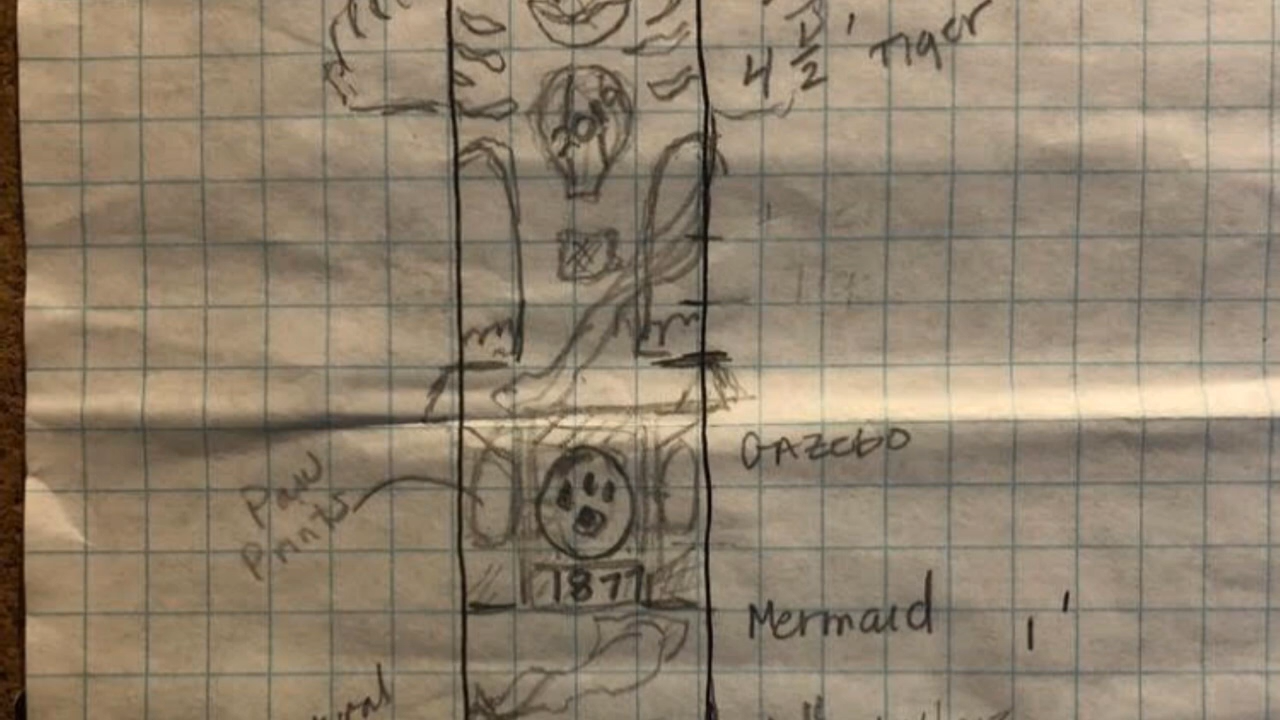 4 1/2 ' Tiger
2019
GAZEBO
Paw
Prints
1877
Mermaid 1'